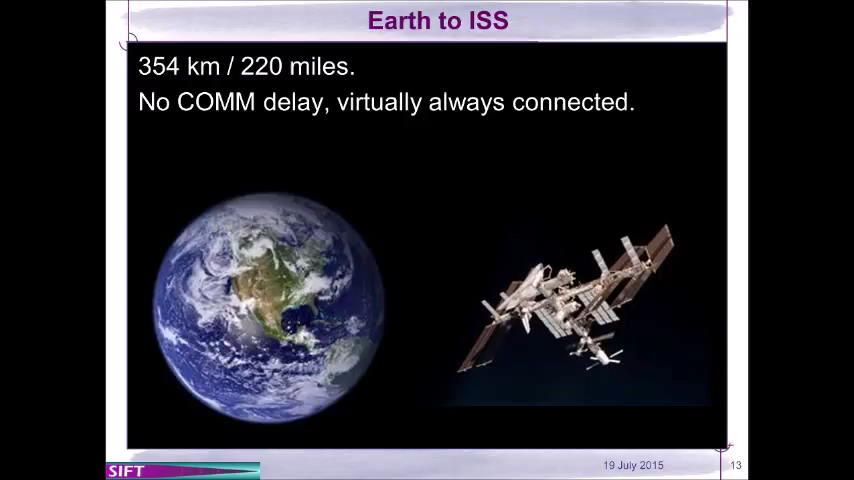 Earth to ISS
354 km / 220 miles.
No COMM delay, virtually always connected.
SIFT
19 July 2015
13